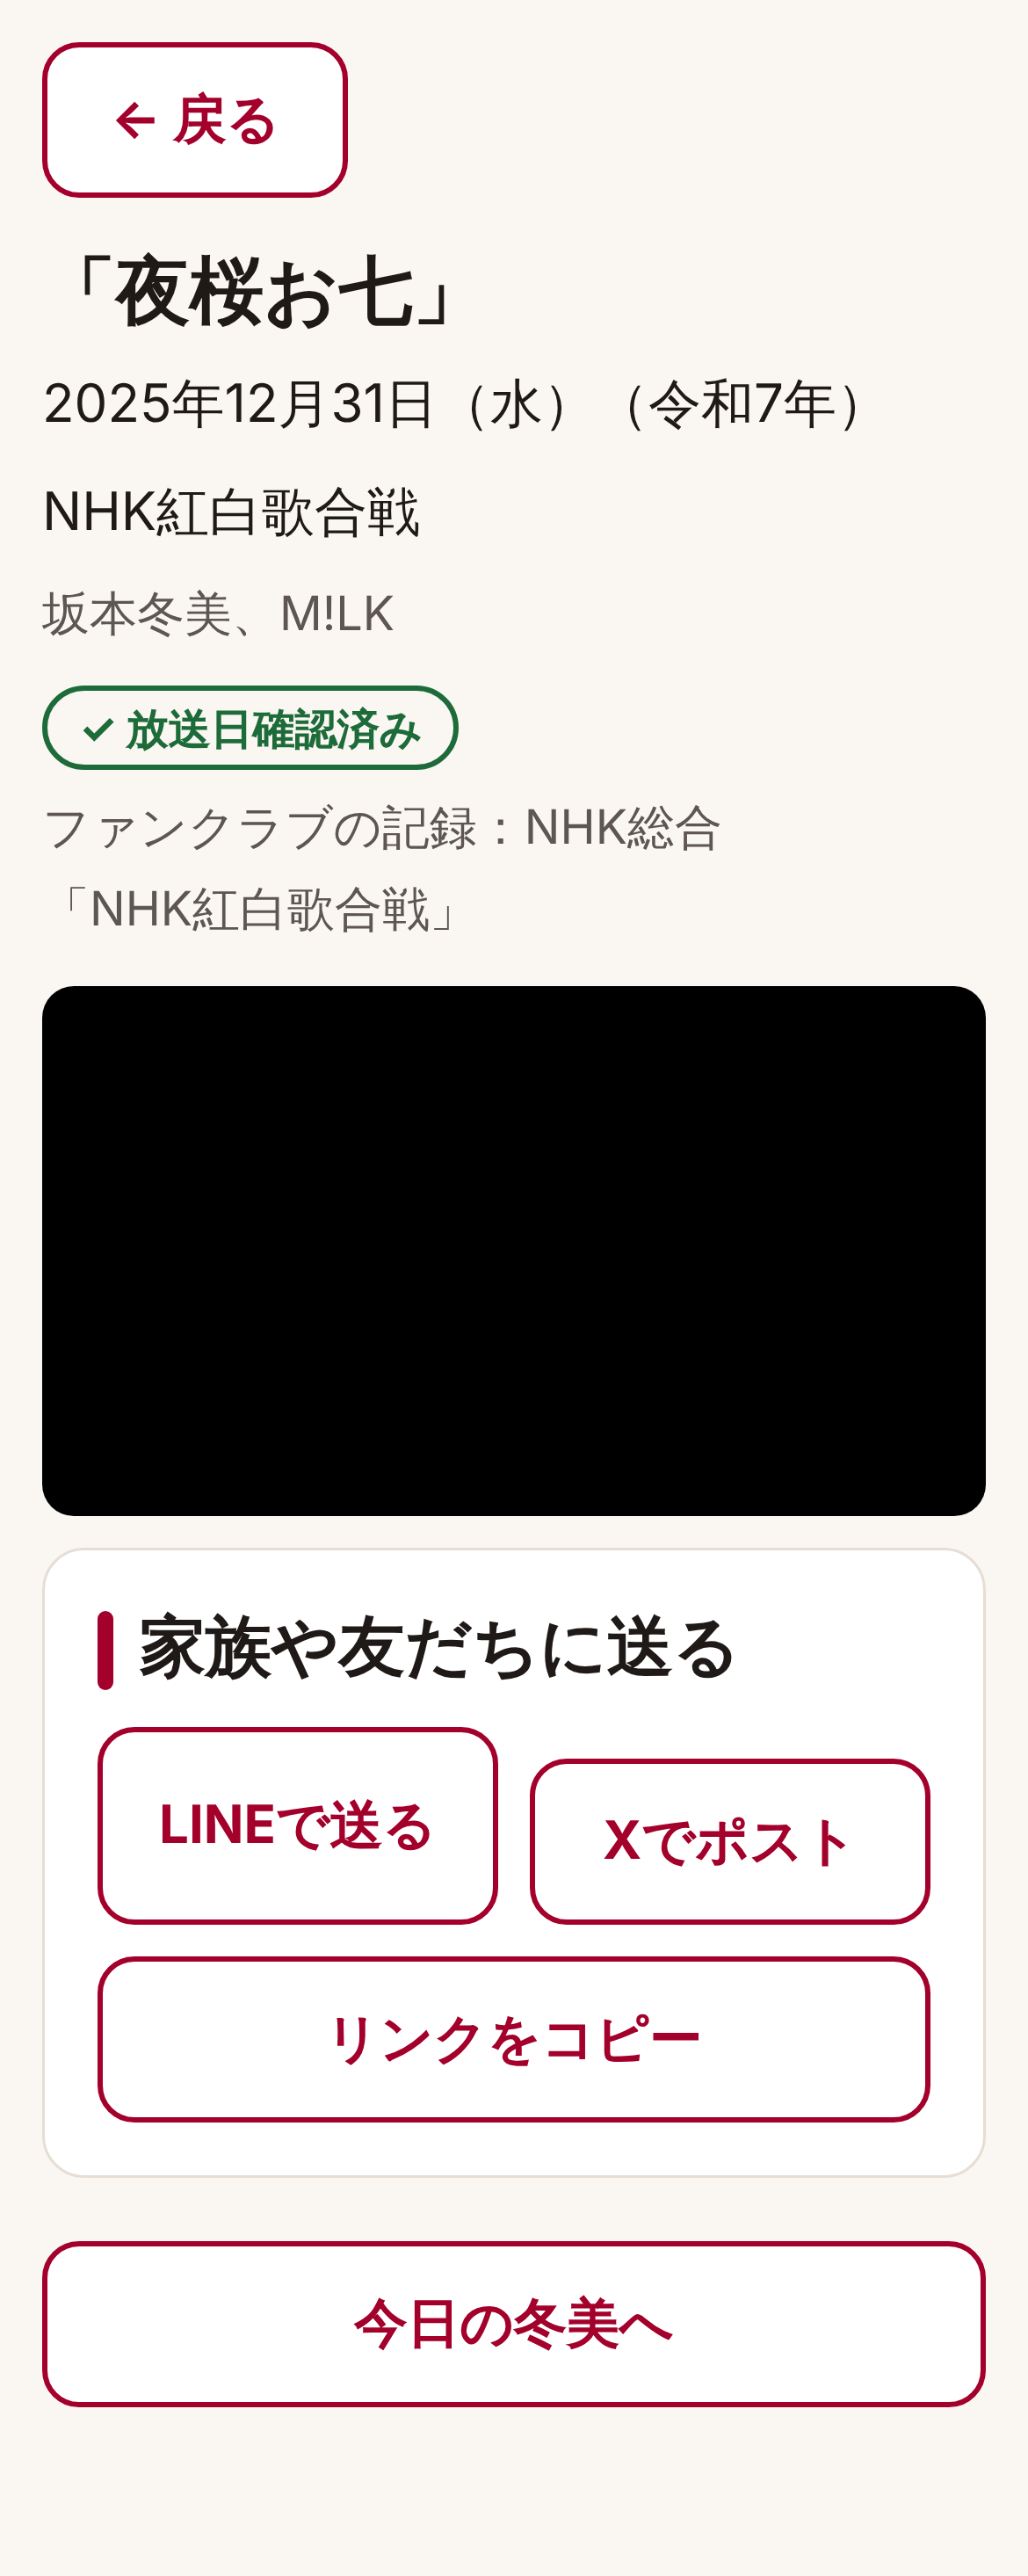 ← 戻る
「夜桜お七」
2025年12月31日（水）（令和7年）
NHK紅白歌合戦
坂本冬美、M!LK
✓ 放送日確認済み
ファンクラブの記録：NHK総合
「NHK紅白歌合戦」
家族や友だちに送る
LINEで送る
Xでポスト
リンクをコピー
今日の冬美へ